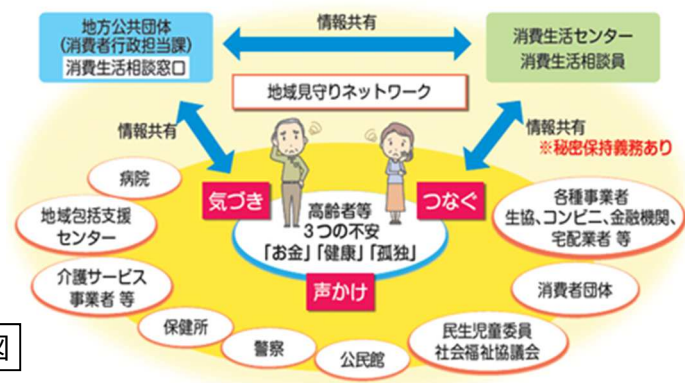 地方公共団体
(消費者行政担当課)
消費生活相談窓口
情報共有
消費生活センター
消費生活相談員
地域見守りネットワーク
情報共有
情報共有
※秘密保持義務あり
病院
気づき
つなぐ
地域包括支援
センター
高齢者等
3つの不安
「お金」「健康」「孤独」
各種事業者
生協、コンビニ、金融機関、
宅配業者 等
介護サービス
事業者 等
声かけ
消費者団体
保健所
警察
公民館
民生児童委員
社会福祉協議会
図